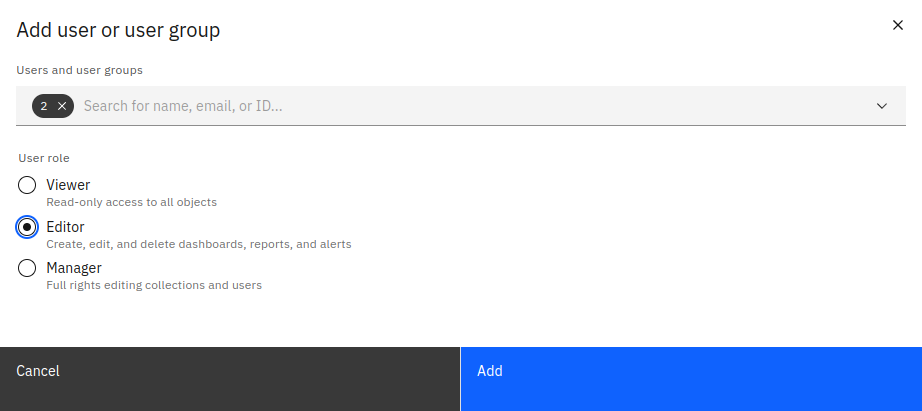 Add user or user group
Users and user groups
2 Search for name, email, or ID...
User role
Viewer
Read-only access to all objects
Editor
Create, edit, and delete dashboards, reports, and alerts
Manager
Full rights editing collections and users
Cancel Add